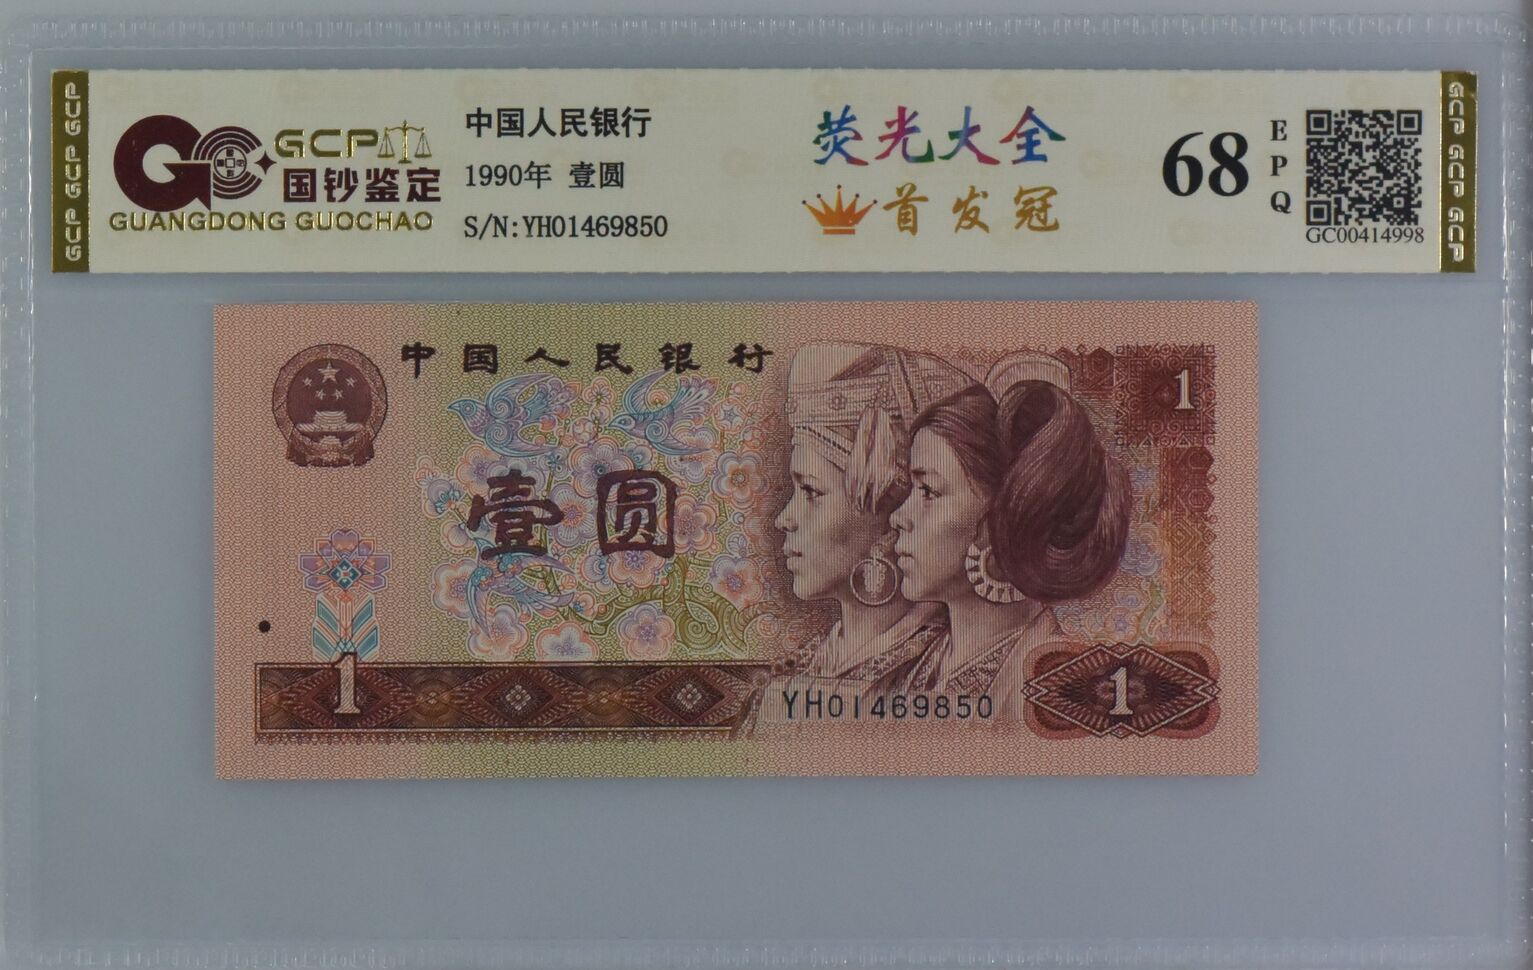 GCP GCP GCP
GCP
国钞鉴定
GUANGDONG GUOCHAO
中国人民银行
1990年 壹圆
S/N:YH01469850
荧光大全
首发冠
68
EPQ
GC00414998
GCP GCP GCP
中国人民银行
1
壹圆
1
YH01469850
1